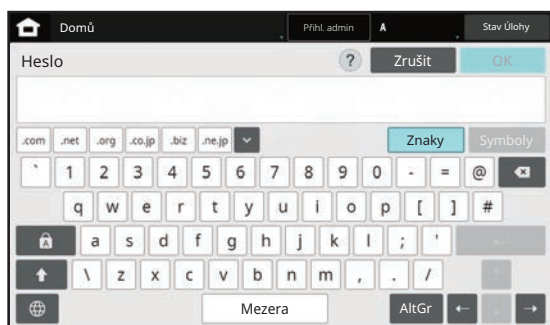 Domů Přihl. admin A Stav Úlohy
Heslo ? Zrušit OK
.com .net .org .co.jp .biz .ne.jp Znaky Symboly
` 1 2 3 4 5 6 7 8 9 0 - = @
q w e r t y u i o p [ ] #
A a s d f g h j k l ; '
\ z x c v b n m , . /
Mezera AltGr